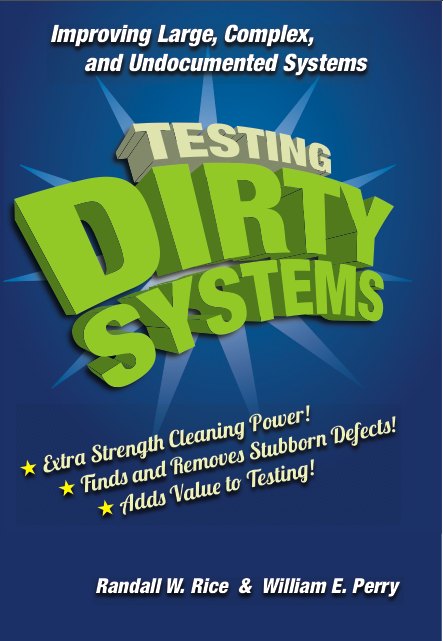 Improving Large, Complex,
and Undocumented Systems
TESTING
DIRTY
SYSTEMS
Extra Strength Cleaning Power!
Finds and Removes Stubborn Defects!
Adds Value to Testing!
Randall W. Rice & William E. Perry